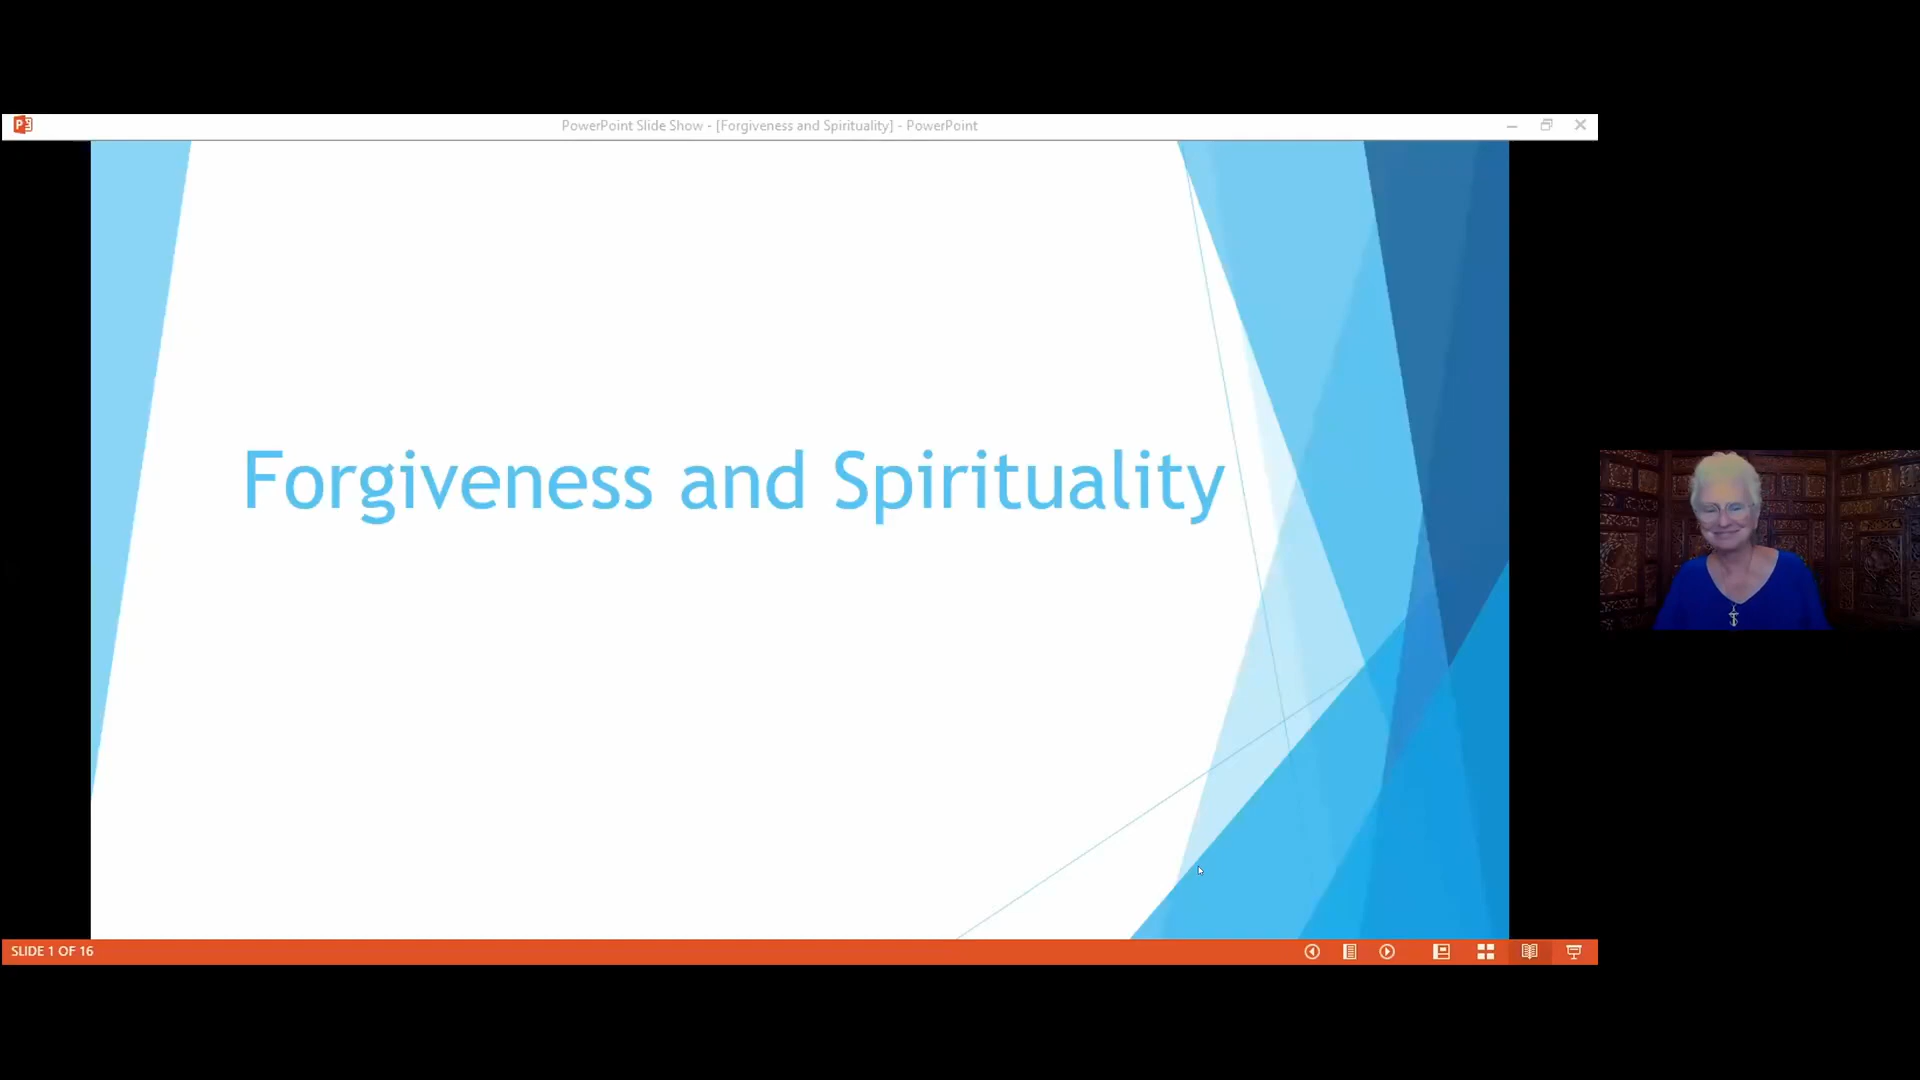 PowerPoint Slide Show - [Forgiveness and Spirituality] - PowerPoint
Forgiveness and Spirituality
SLIDE 1 OF 16